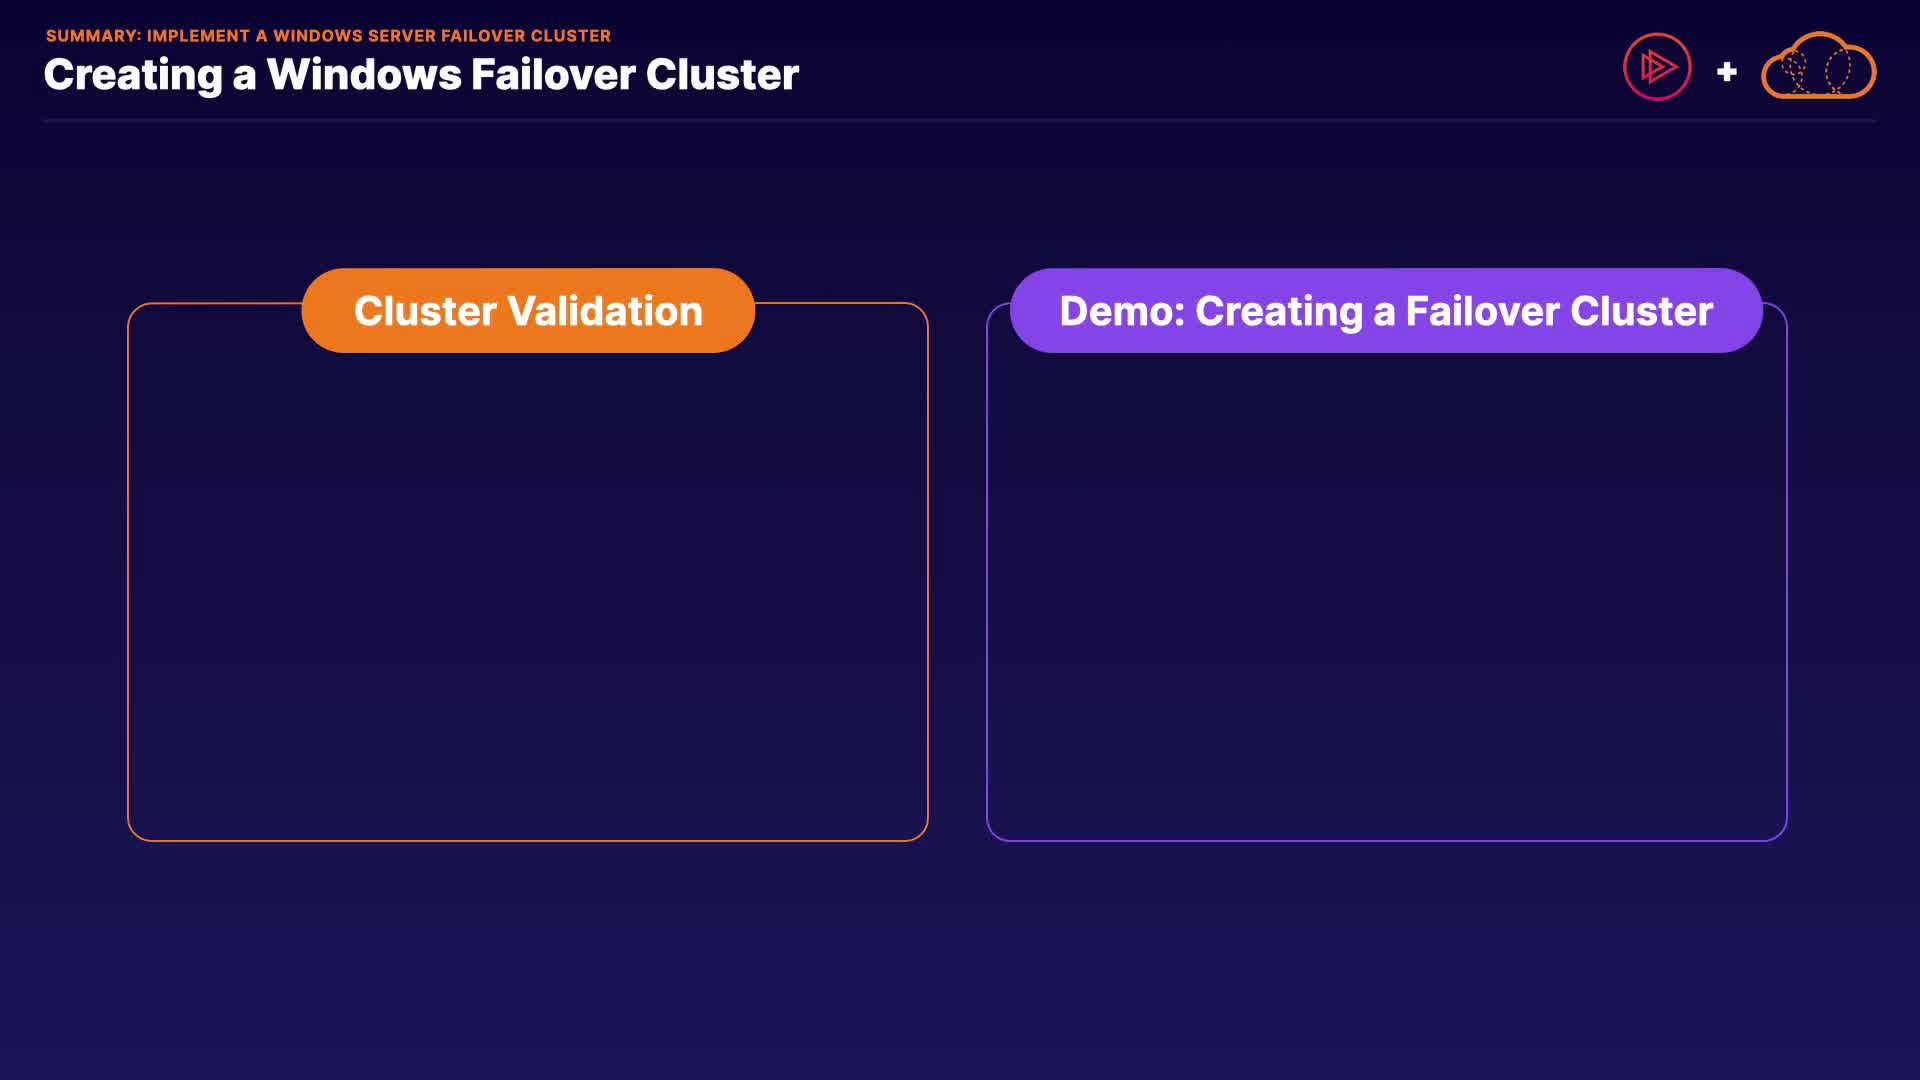 SUMMARY: IMPLEMENT A WINDOWS SERVER FAILOVER CLUSTER
Creating a Windows Failover Cluster
Cluster Validation
Demo: Creating a Failover Cluster